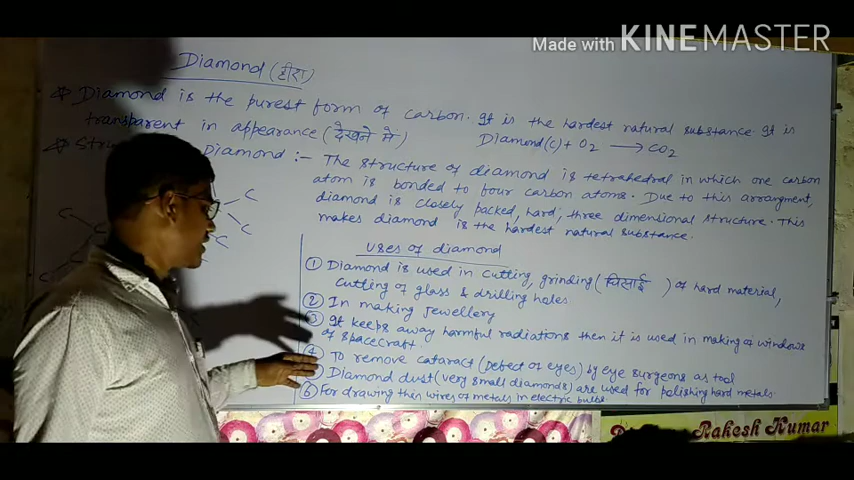 Made with KINEMASTER
Diamond (हीरा)
Diamond is the purest form of carbon. It is the hardest natural substance. It is
transparent in appearance (देखने मे) Diamond(c) + O2 → CO2
Diamond :- The structure of diamond is tetrahedral in which one carbon
atom is bonded to four carbon atoms. Due to this arrangment,
diamond is closely packed, hard, three dimensional structure. This
makes diamond is the hardest natural substance.
C
C
C
C
C
Uses of diamond
① Diamond is used in cutting, grinding (घिसाई) of hard material,
cutting of glass & drilling holes
② In making Jewellery
③ It keeps away harmful radiations then it is used in making of windows
of spacecraft.
④ To remove cataract (Defect of eyes) by eye surgeons as tool
Diamond dust (very small diamonds) are used for polishing hard metals
⑥ For drawing thin wires of metals in electric bulbs
Rakesh Kumar